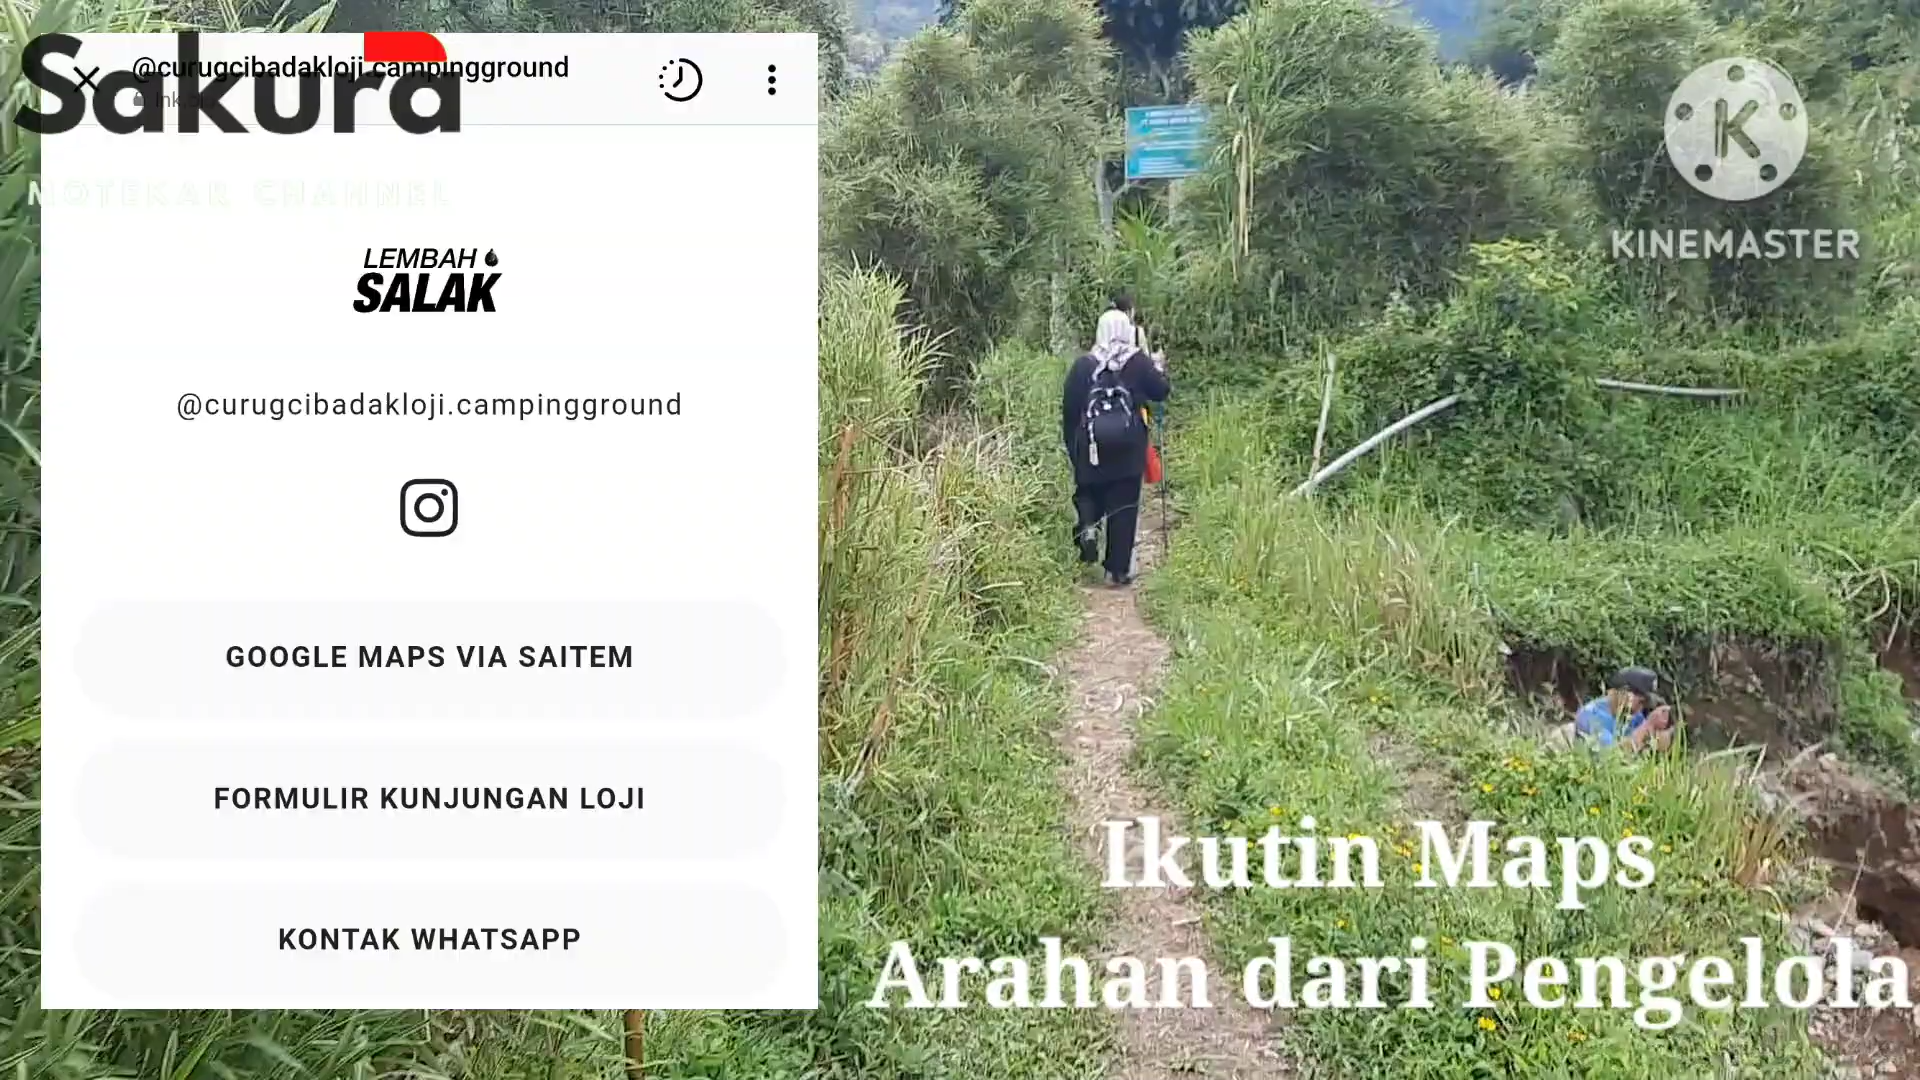 Sakura
MOTEKAR CHANNEL
@curugcibadakloji.campingground
LEMBAH
SALAK
@curugcibadakloji.campingground
GOOGLE MAPS VIA SAITEM
FORMULIR KUNJUNGAN LOJI
KONTAK WHATSAPP
K
KINEMASTER
Ikutin Maps
Arahan dari Pengelola